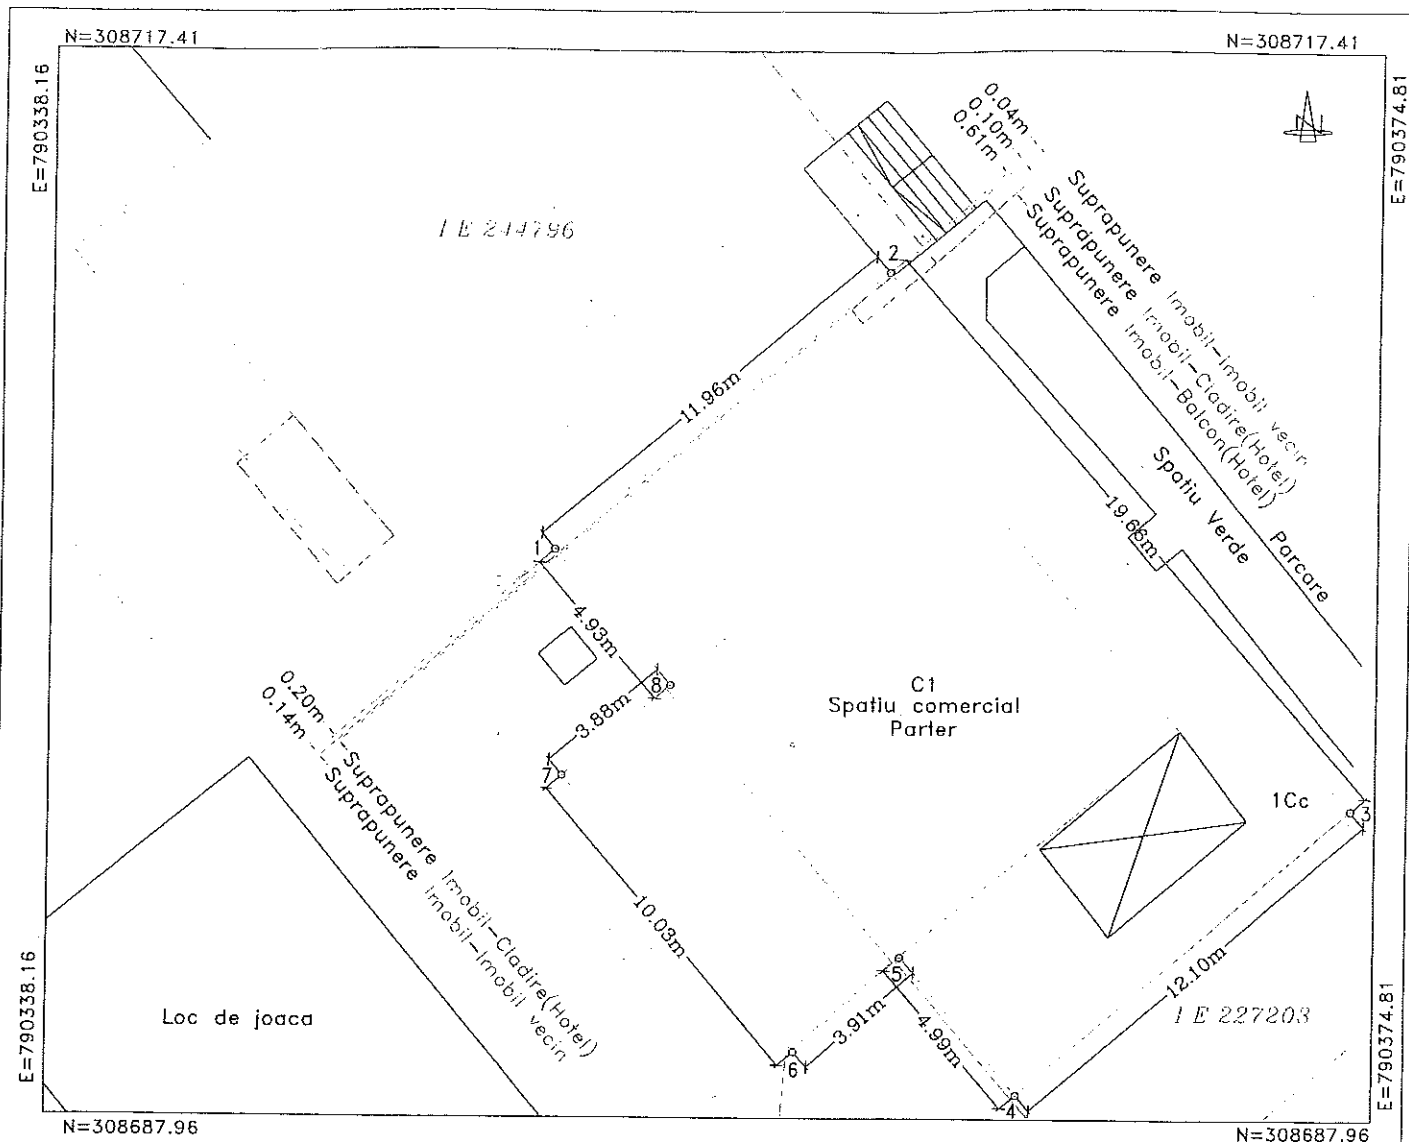 N=308717.41
N=308717.41
E=790338.16
E=790374.81
0.04m
0.10m
0.61m
Suprapunere Imobil-Imobil vecin
Suprapunere Imobil-Cladire(Hotel)
Suprapunere Imobil-Balcon(Hotel)
IE 244796
2
11.96m
19.66m
Spatiu Verde
Parcare
1
4.93m
8
3.88m
7
C1
Spatiu comercial
Parter
1Cc
3
0.20m
0.14m
Suprapunere Imobil-Cladire(Hotel)
Suprapunere Imobil-Imobil vecin
10.03m
5
12.10m
3.91m
4.99m
IE 227203
6
4
Loc de joaca
E=790338.16
E=790374.81
N=308687.96
N=308687.96